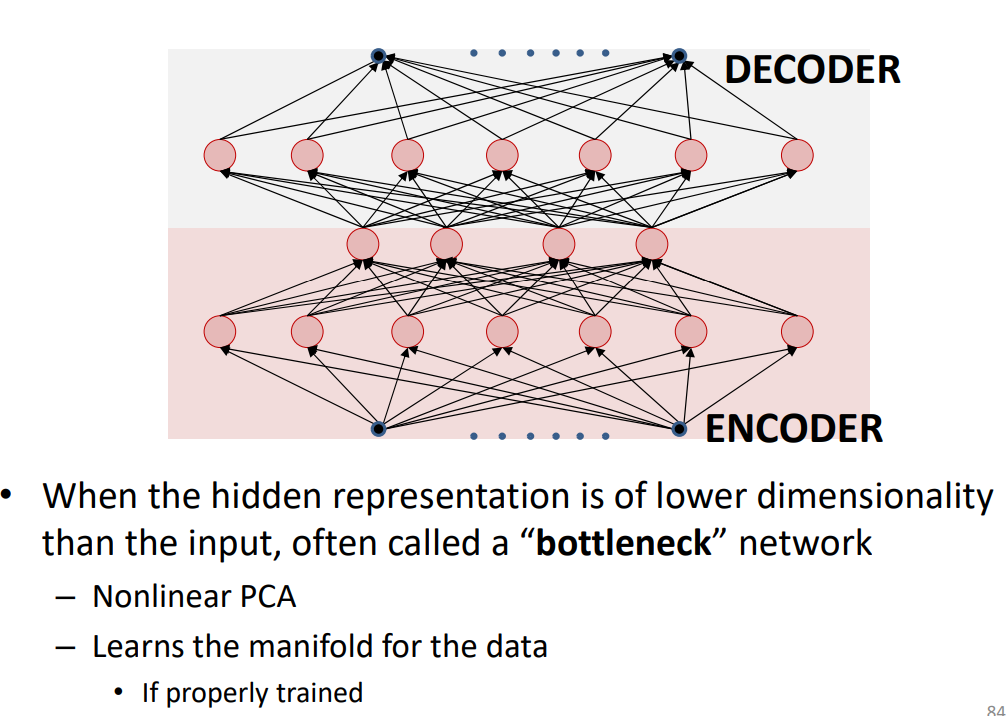 DECODER
ENCODER
• When the hidden representation is of lower dimensionality
than the input, often called a “bottleneck” network
– Nonlinear PCA
– Learns the manifold for the data
• If properly trained
84